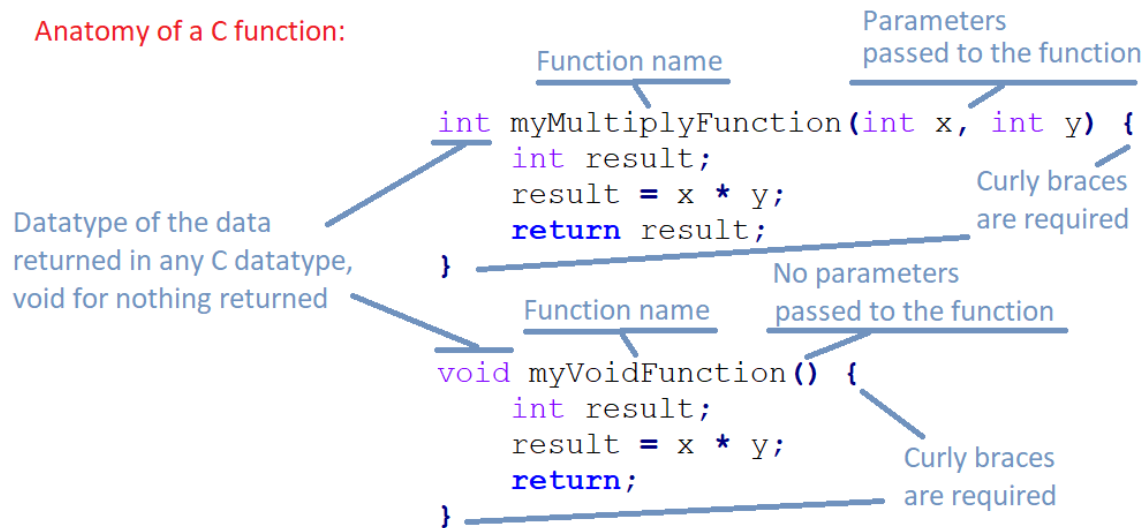 Anatomy of a C function:
Parameters
passed to the function
Function name
int myMultiplyFunction(int x, int y) {
int result;
result = x * y;
return result;
}
Curly braces
are required
Datatype of the data
returned in any C datatype,
void for nothing returned
No parameters
passed to the function
Function name
void myVoidFunction() {
int result;
result = x * y;
return;
}
Curly braces
are required